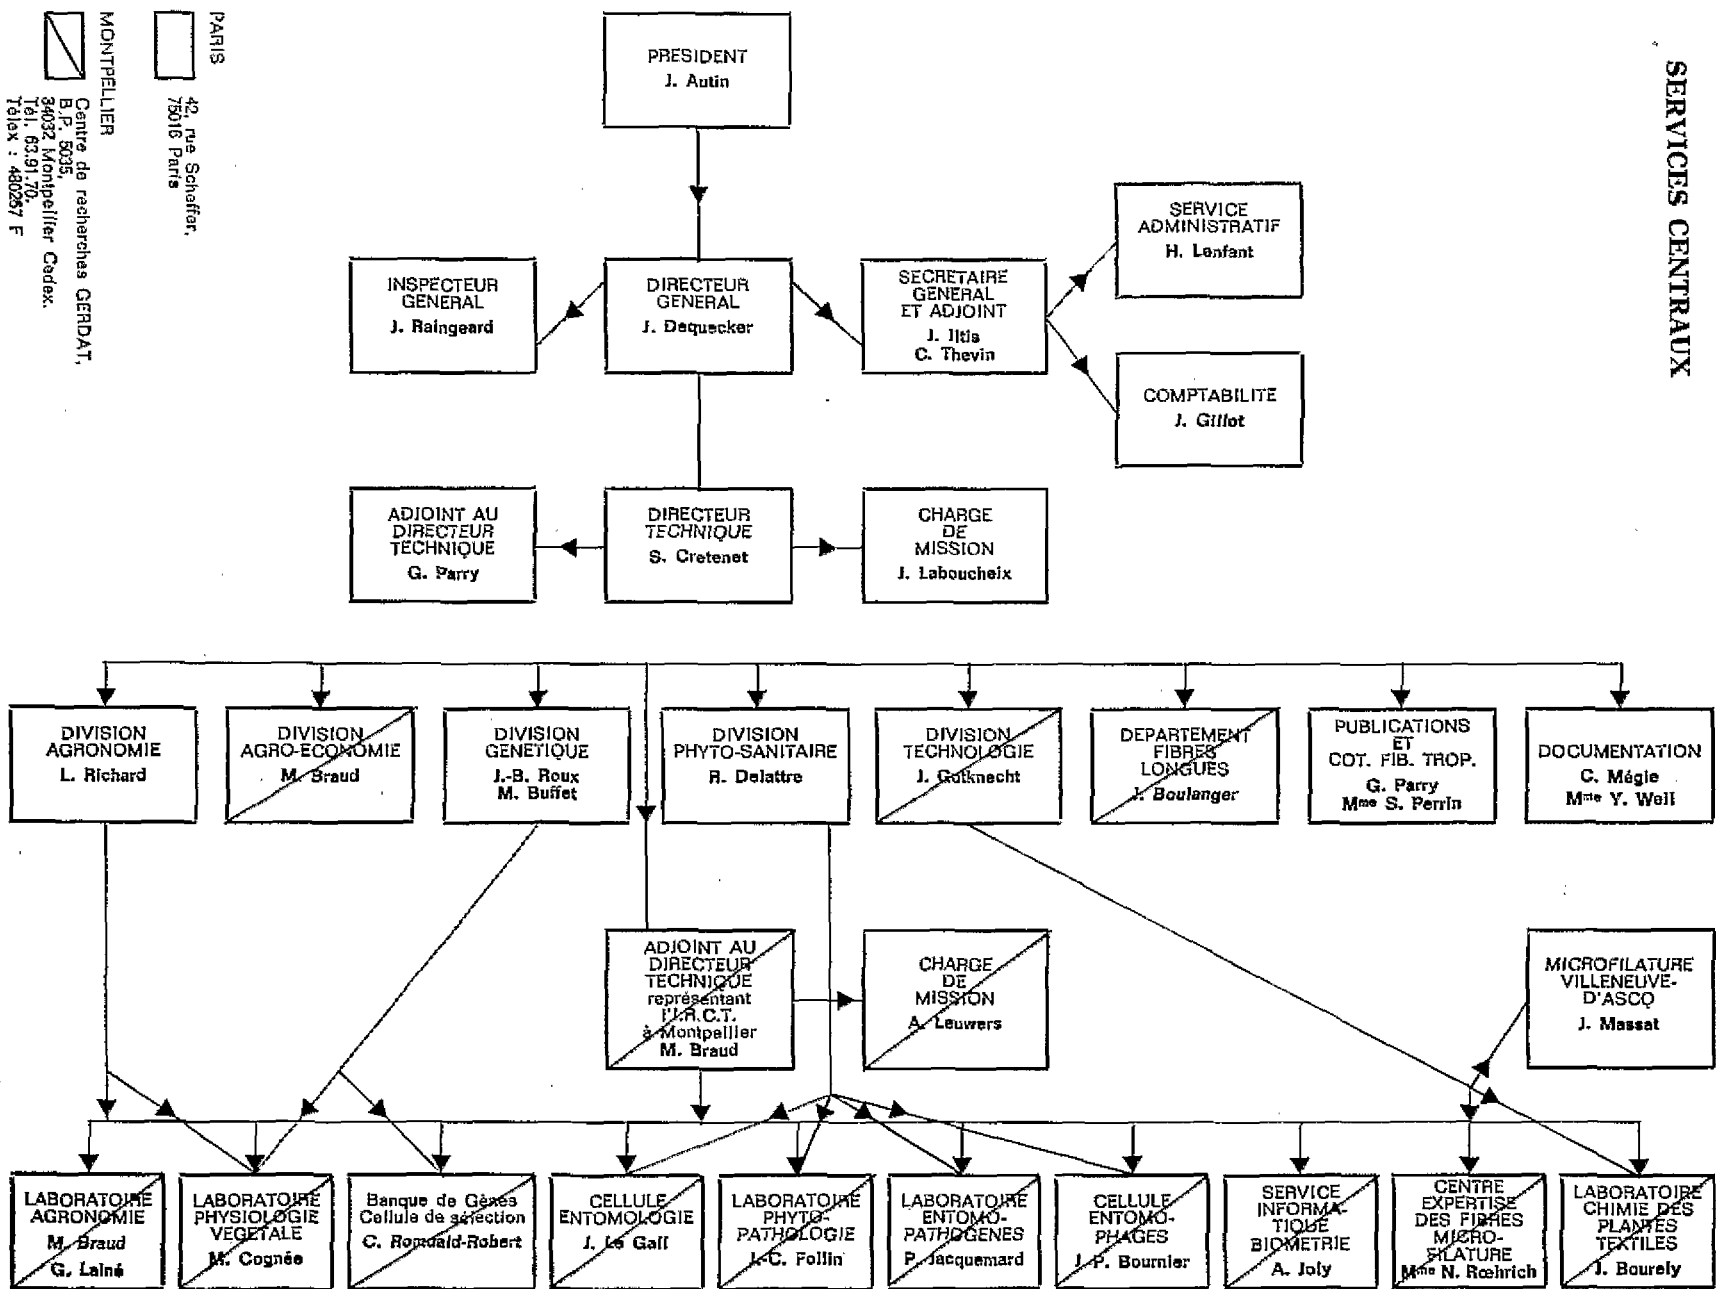 SERVICES CENTRAUX
PARIS
42, rue Scheffer,
75016 Paris
MONTPELLIER
Centre de recherches GERDAT,
B.P. 5035,
34032 Montpellier Cedex.
Tél. 63.91.70.
Télex : 480267 F
PRESIDENT
J. Autin
SERVICE
ADMINISTRATIF
H. Lenfant
INSPECTEUR
GENERAL
J. Raingeard
DIRECTEUR
GENERAL
J. Dequecker
SECRETAIRE
GENERAL
ET ADJOINT
J. Iltis
C. Thevin
COMPTABILITE
J. Gillot
ADJOINT AU
DIRECTEUR
TECHNIQUE
G. Parry
DIRECTEUR
TECHNIQUE
S. Cretenet
CHARGE
DE
MISSION
J. Laboucheix
DIVISION
AGRONOMIE
L. Richard
DIVISION
AGRO-ECONOMIE
M. Braud
DIVISION
GENETIQUE
J.-B. Roux
M. Buffet
DIVISION
PHYTO-SANITAIRE
R. Delattre
DIVISION
TECHNOLOGIE
J. Gutknecht
DEPARTEMENT
FIBRES
LONGUES
J. Boulanger
PUBLICATIONS
ET
COT. FIB. TROP.
G. Parry
Mme S. Perrin
DOCUMENTATION
C. Mégie
Mme Y. Weil
ADJOINT AU
DIRECTEUR
TECHNIQUE
représentant
l'I.R.C.T.
à Montpellier
M. Braud
CHARGE
DE
MISSION
A. Leuwers
MICROFILATURE
VILLENEUVE-
D'ASCQ
J. Massat
LABORATOIRE
AGRONOMIE
M. Braud
G. Lainé
LABORATOIRE
PHYSIOLOGIE
VEGETALE
M. Cognée
Banque de Gènes
Cellule de sélection
C. Romuald-Robert
CELLULE
ENTOMOLOGIE
J. Le Gall
LABORATOIRE
PHYTO-
PATHOLOGIE
J.-C. Follin
LABORATOIRE
ENTOMO-
PATHOGENES
P. Jacquemard
CELLULE
ENTOMO-
PHAGES
J. P. Bournier
SERVICE
INFORMA-
TIQUE
BIOMETRIE
A. Joly
CENTRE
EXPERTISE
DES FIBRES
MICRO-
FILATURE
Mme N. Rœhrich
LABORATOIRE
CHIMIE DES
PLANTES
TEXTILES
J. Bourely